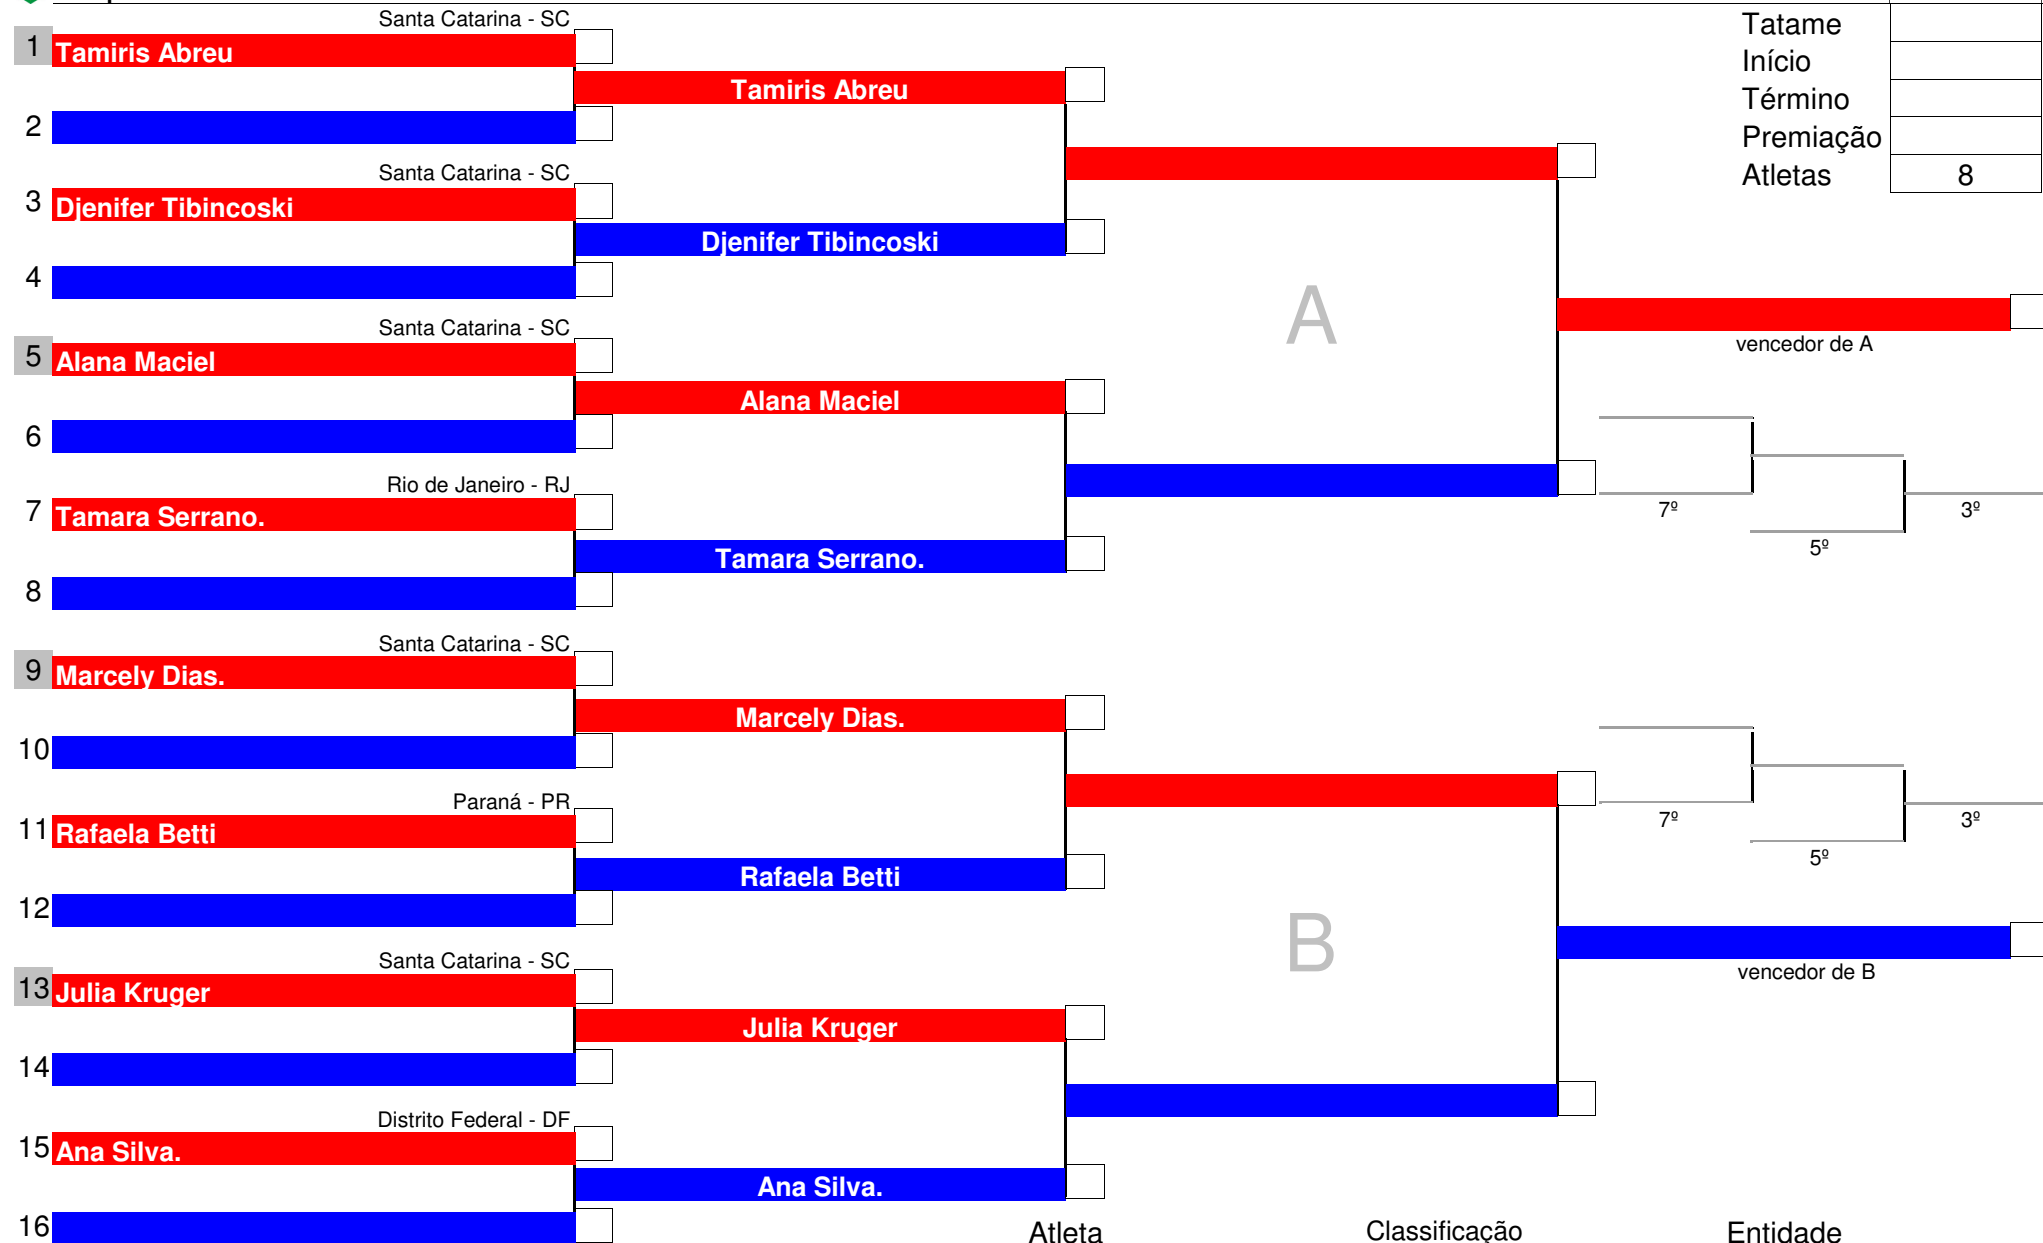 Santa Catarina - SC
Tatame
1 Tamiris Abreu
Início
Tamiris Abreu
Término
2
Premiação
Santa Catarina - SC
Atletas 8
3 Djenifer Tibincoski
Djenifer Tibincoski
4
A
Santa Catarina - SC
vencedor de A
5 Alana Maciel
Alana Maciel
6
Rio de Janeiro - RJ
7 Tamara Serrano.
7º 3º
5º
Tamara Serrano.
8
Santa Catarina - SC
9 Marcely Dias.
Marcely Dias.
10
Paraná - PR
7º 3º
11 Rafaela Betti
5º
Rafaela Betti
12
B
Santa Catarina - SC
vencedor de B
13 Julia Kruger
Julia Kruger
14
Distrito Federal - DF
15 Ana Silva.
Ana Silva.
16
Atleta Classificação Entidade